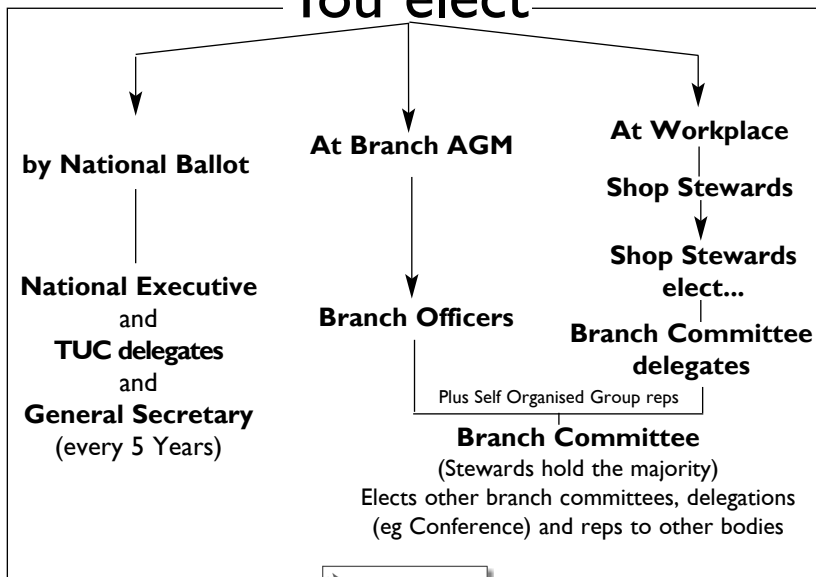 You elect
by National Ballot
National Executive
and
TUC delegates
and
General Secretary
(every 5 Years)
At Branch AGM
Branch Officers
At Workplace
Shop Stewards
Shop Stewards
elect...
Branch Committee
delegates
Plus Self Organised Group reps
Branch Committee
(Stewards hold the majority)
Elects other branch committees, delegations
(eg Conference) and reps to other bodies